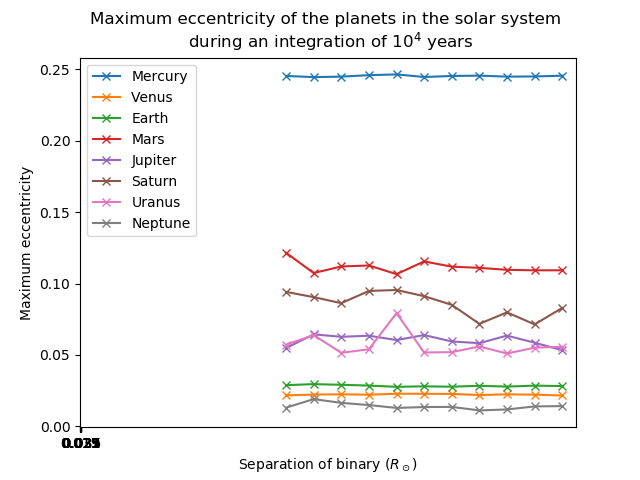 Maximum eccentricity of the planets in the solar system
during an integration of 10⁴ years
0.25
0.20
0.15
0.10
0.05
0.00
Maximum eccentricity
Mercury
Venus
Earth
Mars
Jupiter
Saturn
Uranus
Neptune
Separation of binary (R⊙)